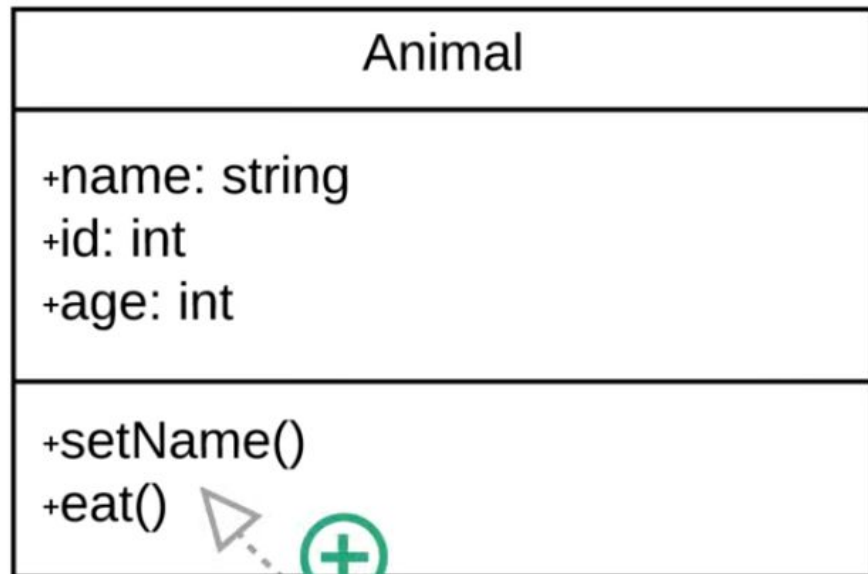 Animal
+name: string
+id: int
+age: int
+setName()
+eat()